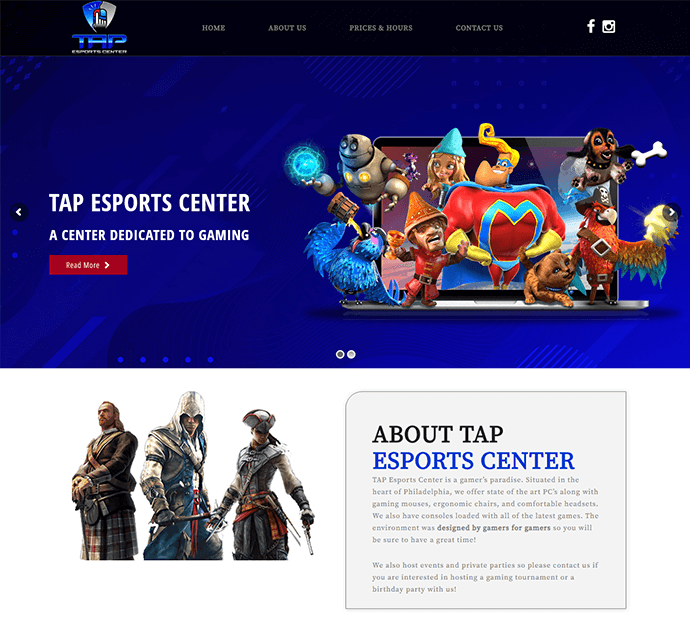 TAP
ESPORTS CENTER
HOME ABOUT US PRICES & HOURS CONTACT US
TAP ESPORTS CENTER
A CENTER DEDICATED TO GAMING
Read More
ABOUT TAP
ESPORTS CENTER
TAP Esports Center is a gamer's paradise. Situated in the
heart of Philadelphia, we offer state of the art PC's along with
gaming mouses, ergonomic chairs, and comfortable headsets.
We also have consoles loaded with all of the latest games. The
environment was designed by gamers for gamers so you will
be sure to have a great time!
We also host events and private parties so please contact us if
you are interested in hosting a gaming tournament or a
birthday party with us!